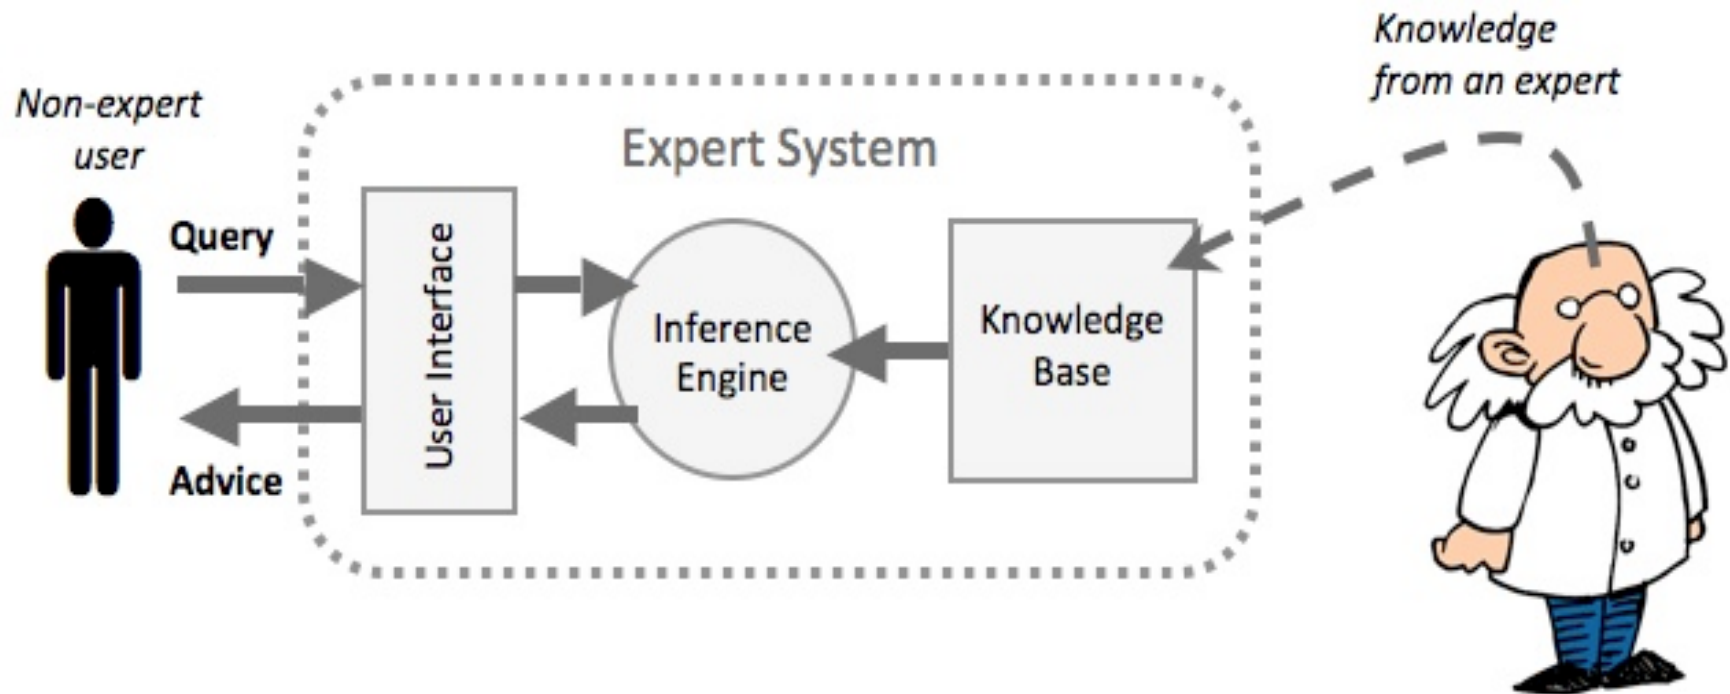 Knowledge
from an expert
Non-expert
user
Expert System
Query
User Interface
Inference
Engine
Knowledge
Base
Advice